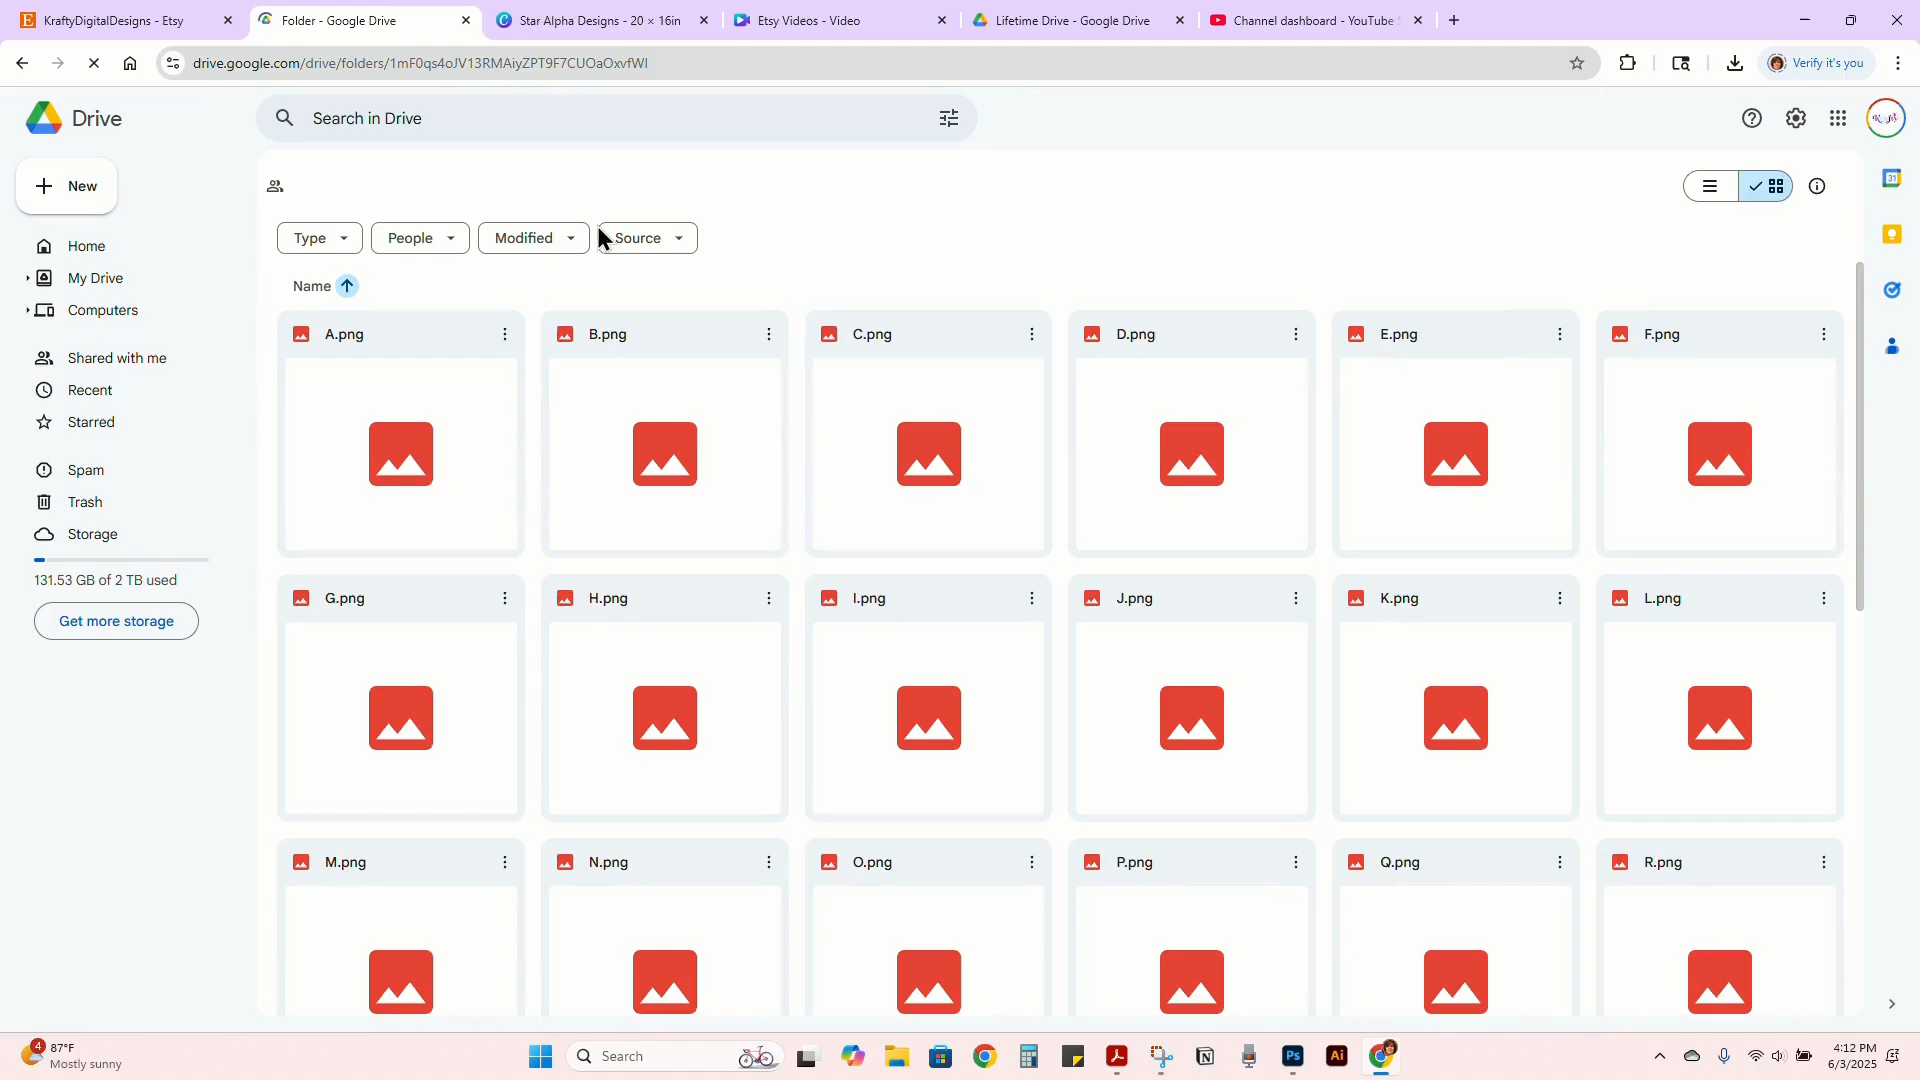 KraftyDigitalDesigns - Etsy
Folder - Google Drive
Star Alpha Designs - 20 × 16in
Etsy Videos - Video
Lifetime Drive - Google Drive
Channel dashboard - YouTube S
drive.google.com/drive/folders/1mF0qs4oJV13RMAiyZPT9F7CUOaOxvfWI
Verify it's you
Drive
Search in Drive
New
Home
My Drive
Computers
Shared with me
Recent
Starred
Spam
Trash
Storage
131.53 GB of 2 TB used
Get more storage
Type
People
Modified
Source
Name
A.png
B.png
C.png
D.png
E.png
F.png
G.png
H.png
I.png
J.png
K.png
L.png
M.png
N.png
O.png
P.png
Q.png
R.png
31
4
87°F
Mostly sunny
Search
Ps
Ai
4:12 PM
6/3/2025